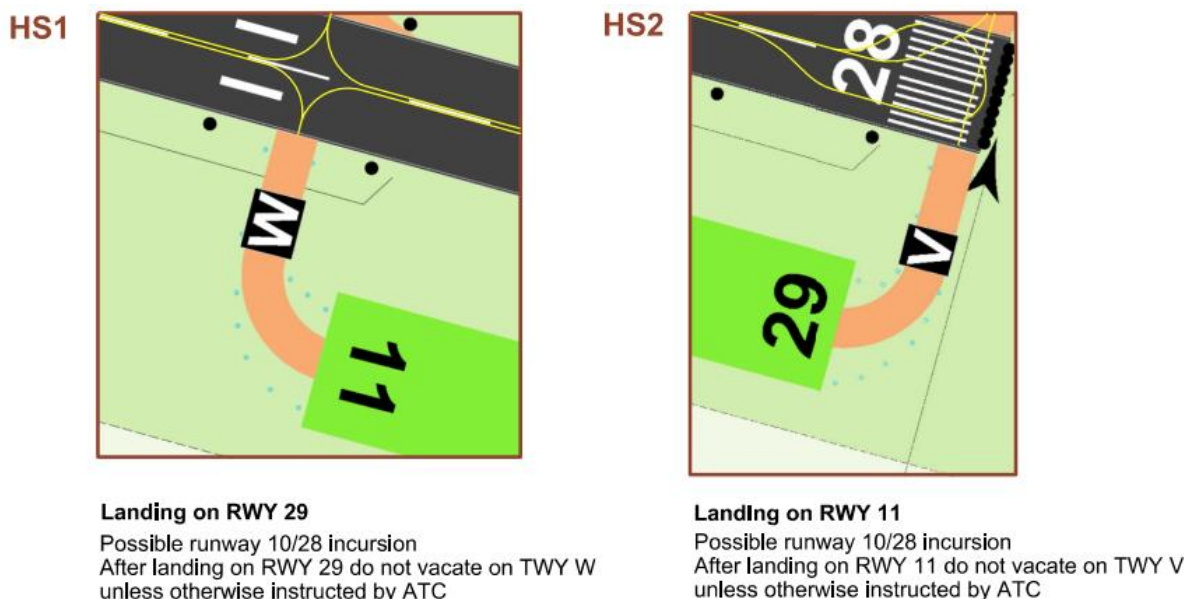 HS1
W
11
Landing on RWY 29
Possible runway 10/28 incursion
After landing on RWY 29 do not vacate on TWY W
unless otherwise instructed by ATC
HS2
28
V
29
Landing on RWY 11
Possible runway 10/28 incursion
After landing on RWY 11 do not vacate on TWY V
unless otherwise instructed by ATC